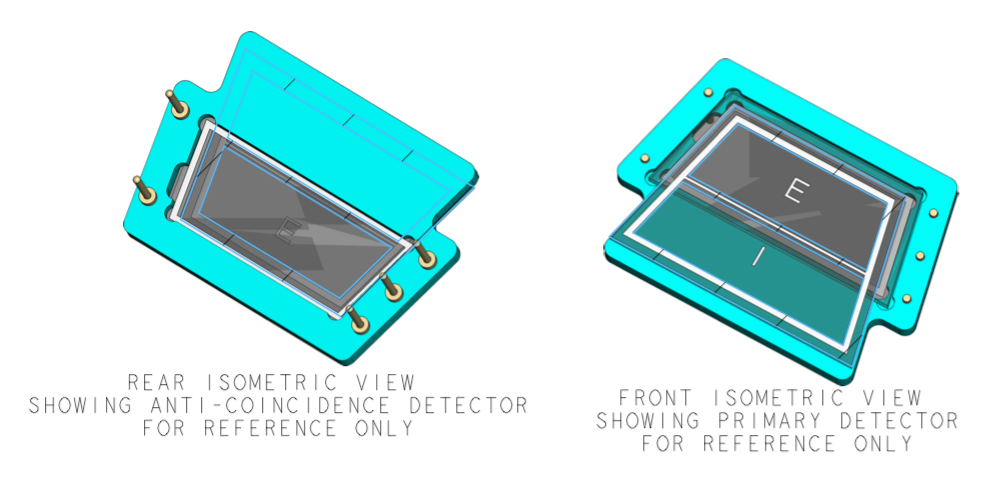 E
REAR ISOMETRIC VIEW
SHOWING ANTI-COINCIDENCE DETECTOR
FOR REFERENCE ONLY
E
I
FRONT ISOMETRIC VIEW
SHOWING PRIMARY DETECTOR
FOR REFERENCE ONLY